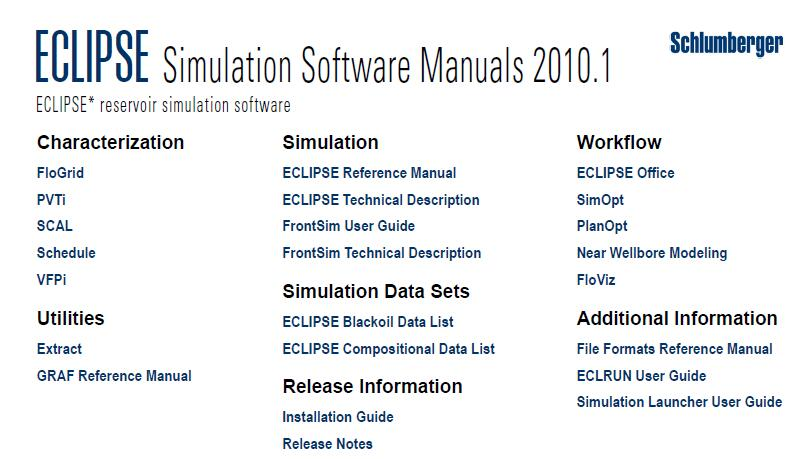 ECLIPSE Simulation Software Manuals 2010.1
Schlumberger
ECLIPSE* reservoir simulation software
Characterization
FloGrid
PVTi
SCAL
Schedule
VFPi
Utilities
Extract
GRAF Reference Manual
Simulation
ECLIPSE Reference Manual
ECLIPSE Technical Description
FrontSim User Guide
FrontSim Technical Description
Simulation Data Sets
ECLIPSE Blackoil Data List
ECLIPSE Compositional Data List
Release Information
Installation Guide
Release Notes
Workflow
ECLIPSE Office
SimOpt
PlanOpt
Near Wellbore Modeling
FloViz
Additional Information
File Formats Reference Manual
ECLRUN User Guide
Simulation Launcher User Guide